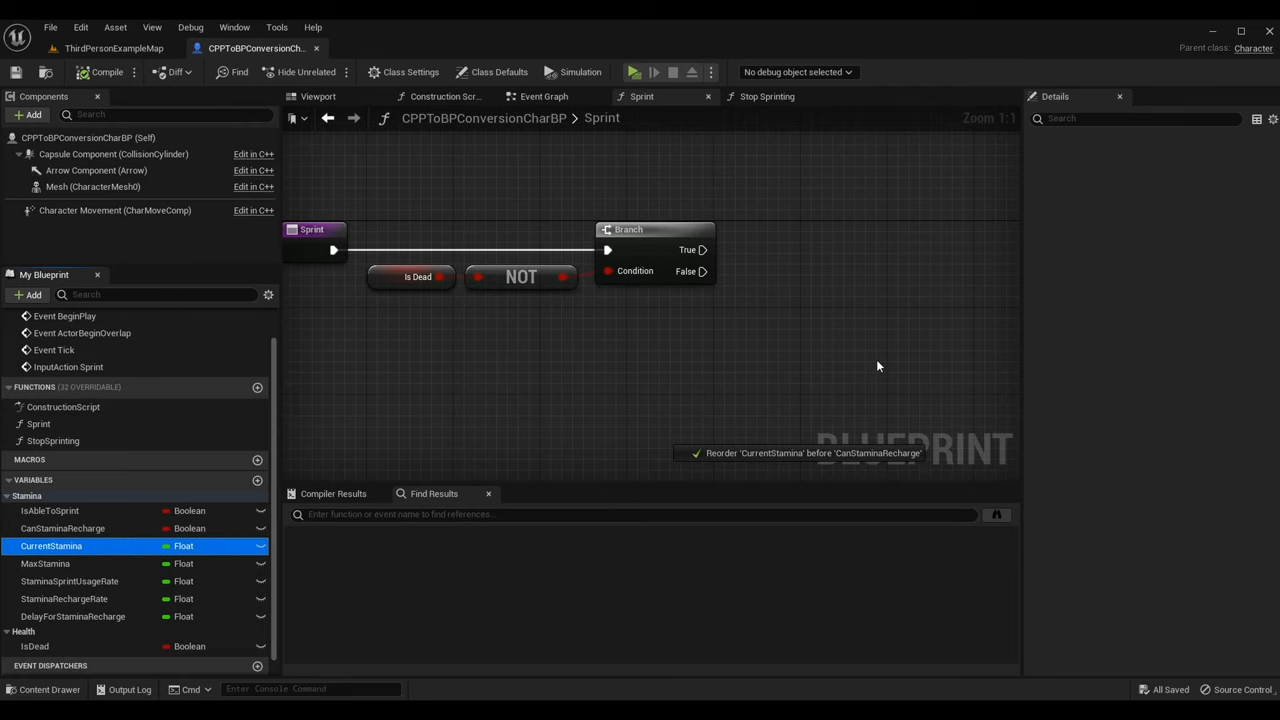 File Edit Asset View Debug Window Tools Help
ThirdPersonExampleMap CPPToBPConversionCh...
Parent class: Character
Compile Diff Find Hide Unrelated Class Settings Class Defaults Simulation No debug object selected
Components Viewport Construction Scr... Event Graph Sprint Stop Sprinting Details
Add Search
CPPToBPConversionCharBP > Sprint Zoom 1:1
Search
CPPToBPConversionCharBP (Self)
Capsule Component (CollisionCylinder) Edit in C++
Arrow Component (Arrow) Edit in C++
Mesh (CharacterMesh0) Edit in C++
Character Movement (CharMoveComp) Edit in C++
Sprint Branch
True
Condition False
Is Dead NOT
My Blueprint
Add Search
Event BeginPlay
Event ActorBeginOverlap
Event Tick
InputAction Sprint
FUNCTIONS (32 OVERRIDABLE)
ConstructionScript
Sprint
StopSprinting
MACROS
VARIABLES
Stamina
IsAbleToSprint Boolean
CanStaminaRecharge Boolean
CurrentStamina Float
MaxStamina Float
StaminaSprintUsageRate Float
StaminaRechargeRate Float
DelayForStaminaRecharge Float
Health
IsDead Boolean
EVENT DISPATCHERS
BLUEPRINT
Reorder 'CurrentStamina' before 'CanStaminaRecharge'
Compiler Results Find Results
Enter function or event name to find references...
Content Drawer Output Log Cmd Enter Console Command All Saved Source Control